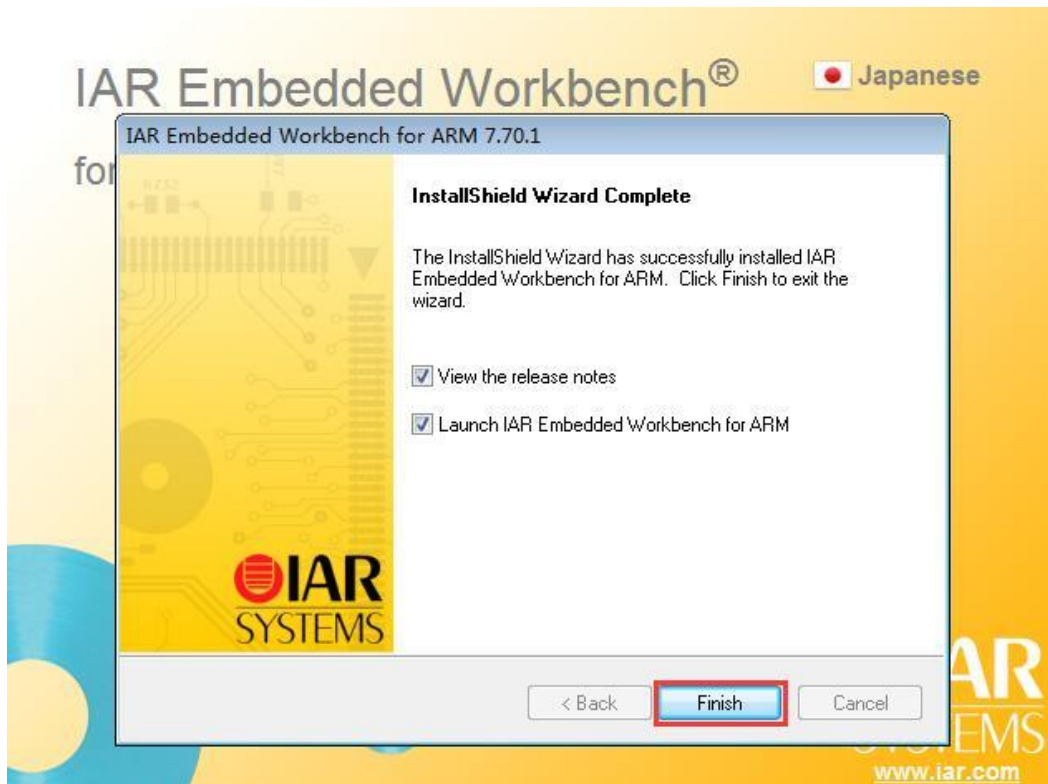 IAR Embedded Workbench®
Japanese
IAR Embedded Workbench for ARM 7.70.1
for
InstallShield Wizard Complete
The InstallShield Wizard has successfully installed IAR
Embedded Workbench for ARM. Click Finish to exit the
wizard.
View the release notes
Launch IAR Embedded Workbench for ARM
IAR
SYSTEMS
< Back
Finish
Cancel
www.iar.com